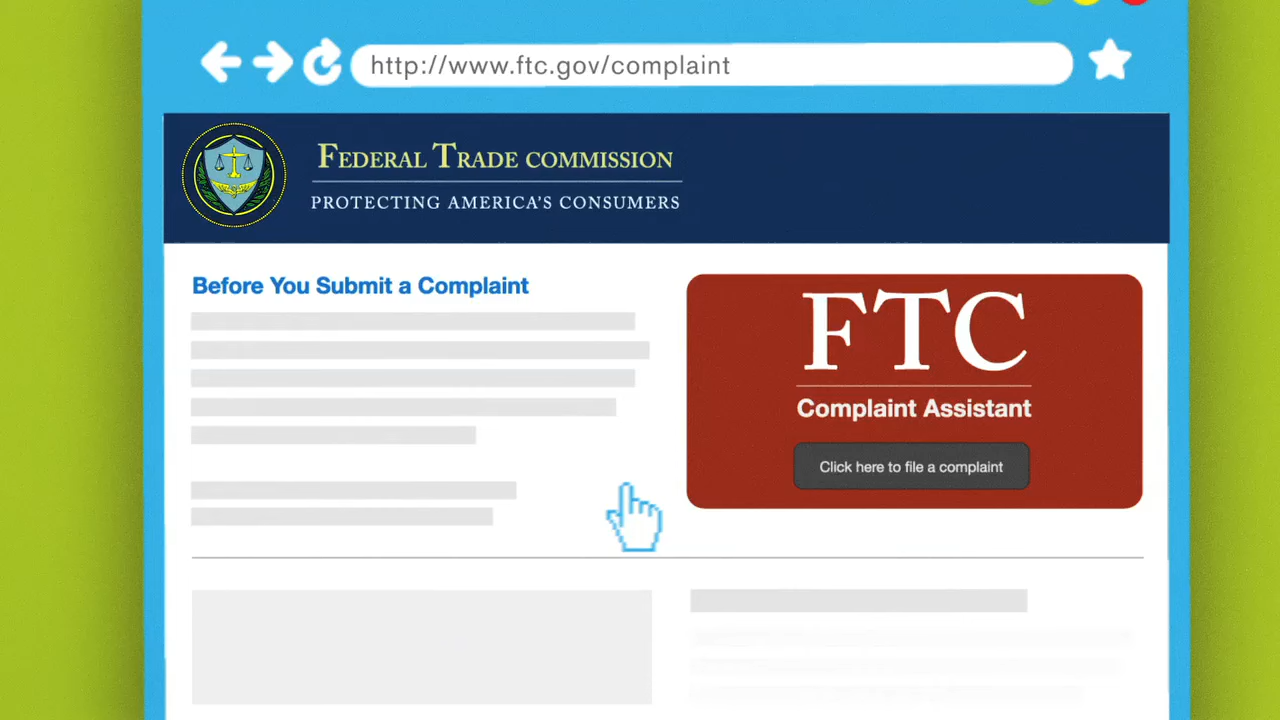 http://www.ftc.gov/complaint
FEDERAL TRADE COMMISSION
PROTECTING AMERICA'S CONSUMERS
Before You Submit a Complaint
FTC
Complaint Assistant
Click here to file a complaint